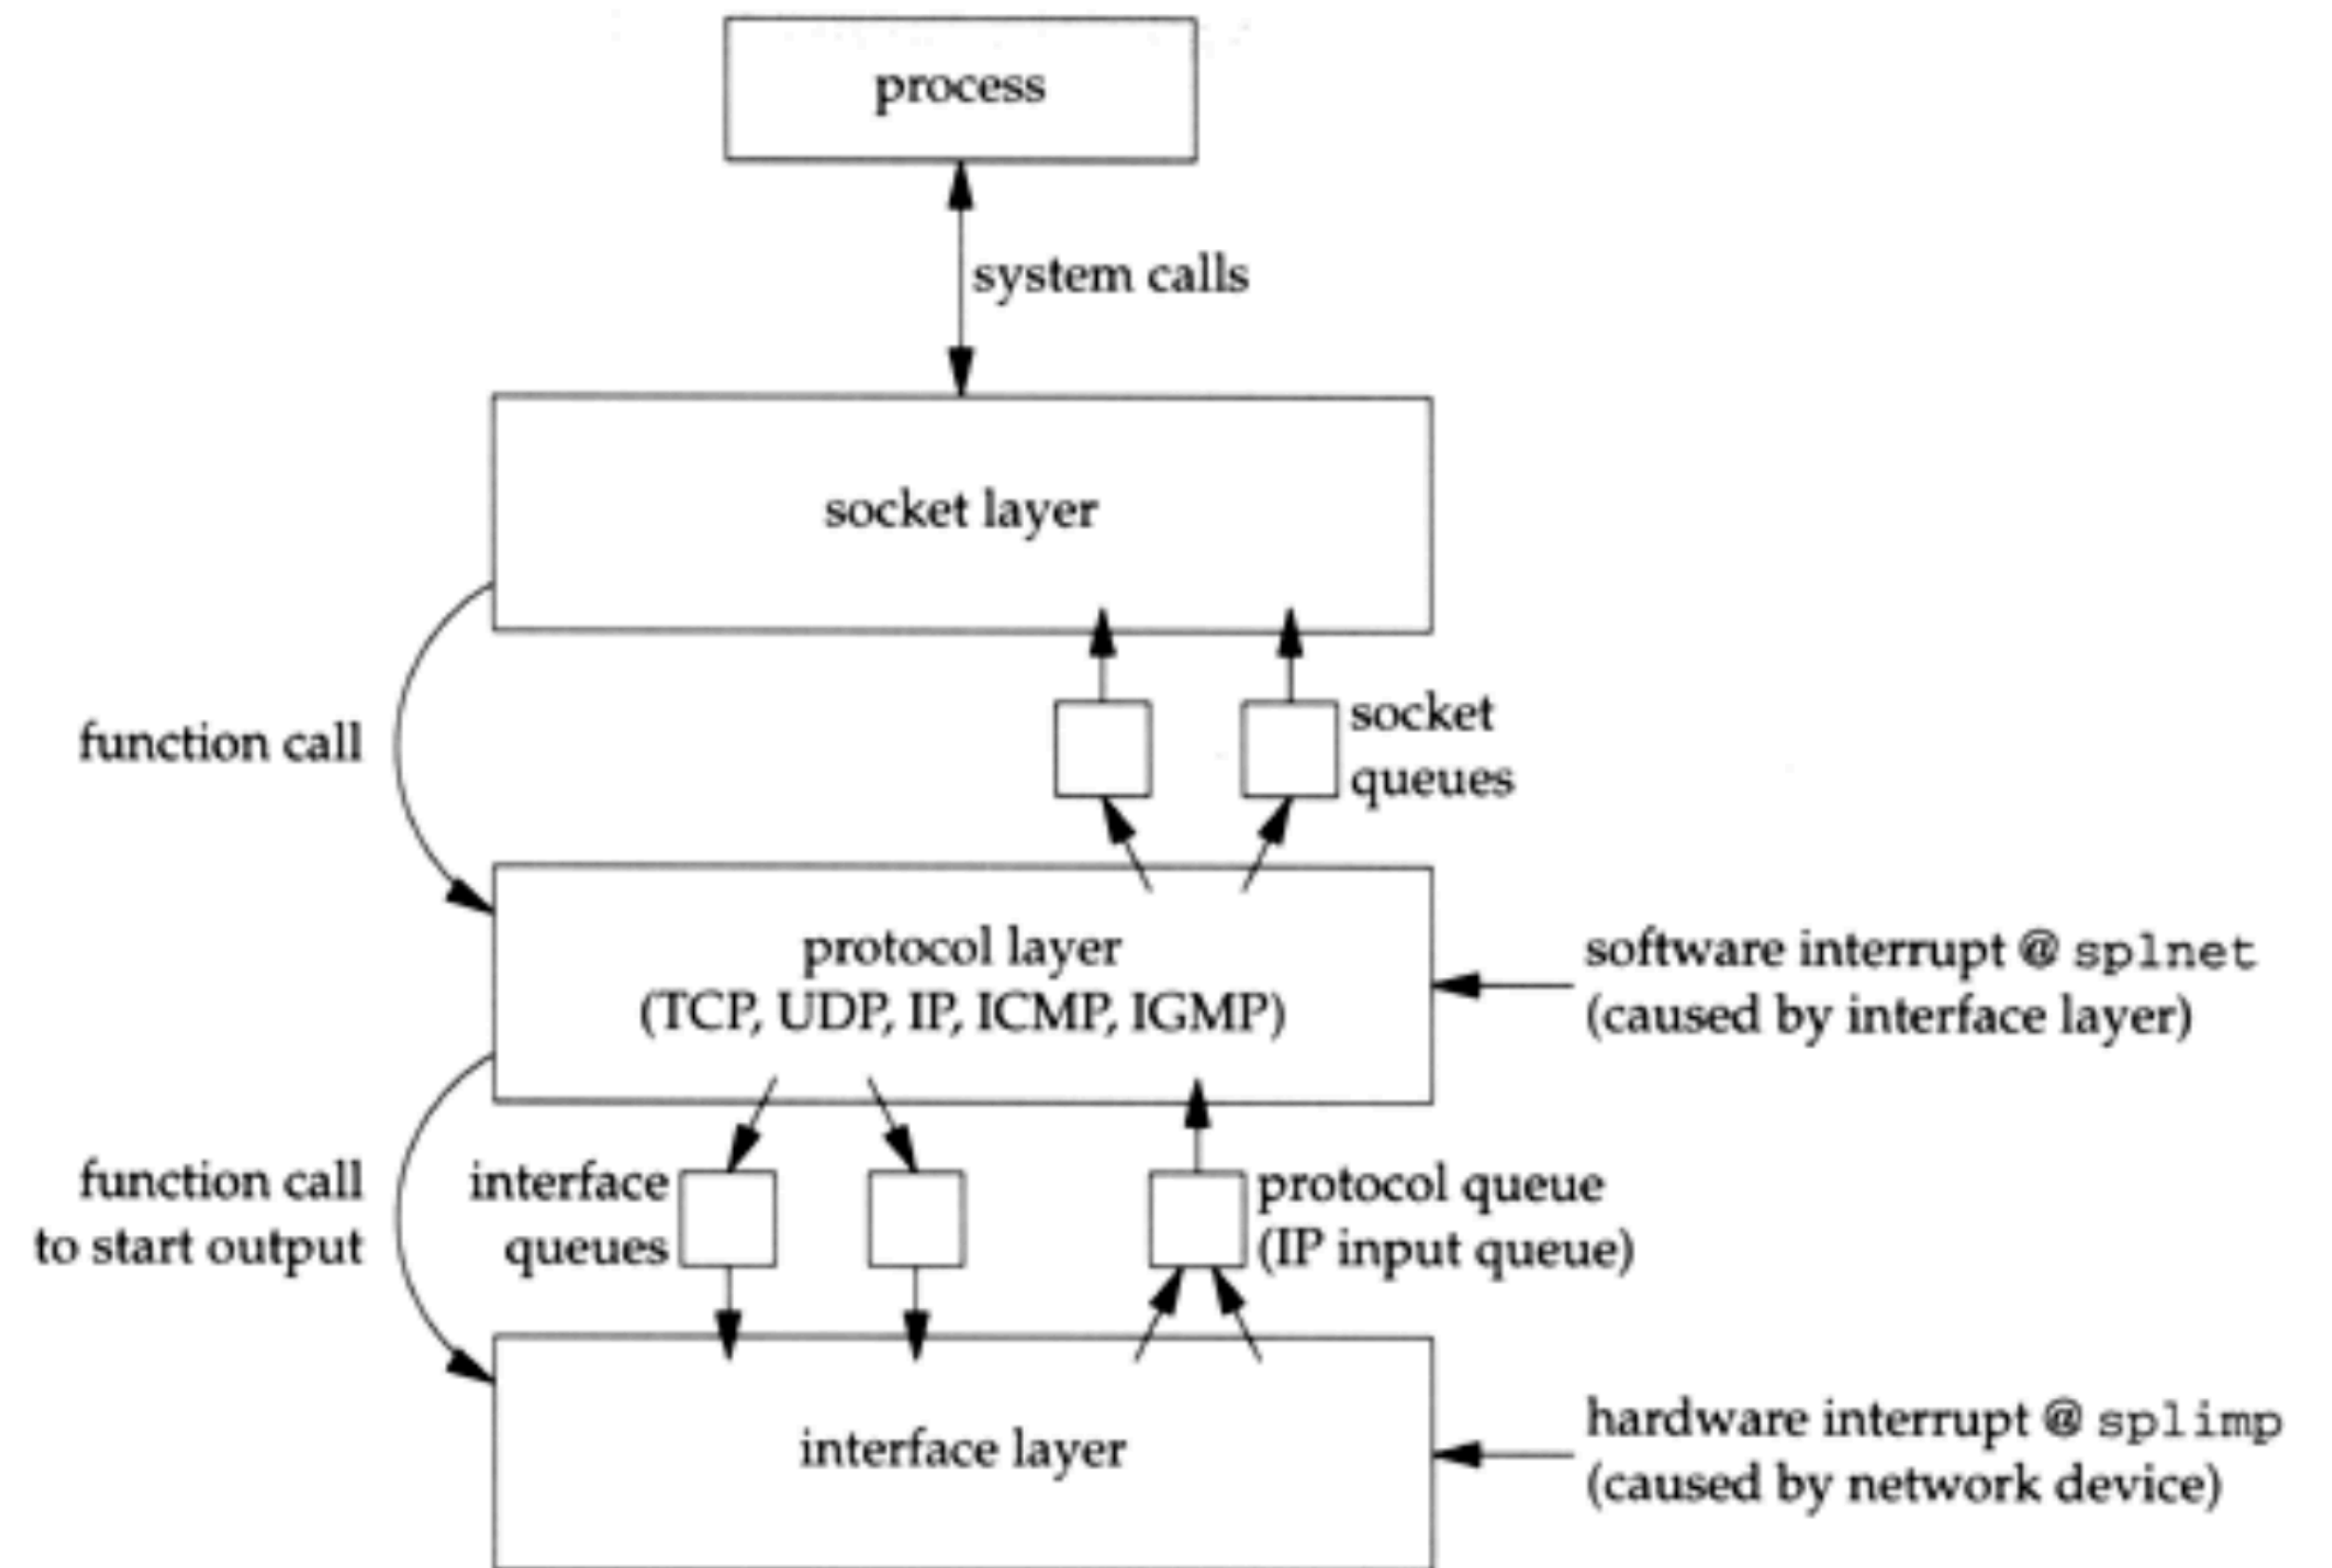 process
system calls
socket layer
function call
socket
queues
protocol layer
(TCP, UDP, IP, ICMP, IGMP)
software interrupt @ splnet
(caused by interface layer)
function call
to start output
interface
queues
protocol queue
(IP input queue)
interface layer
hardware interrupt @ splimp
(caused by network device)